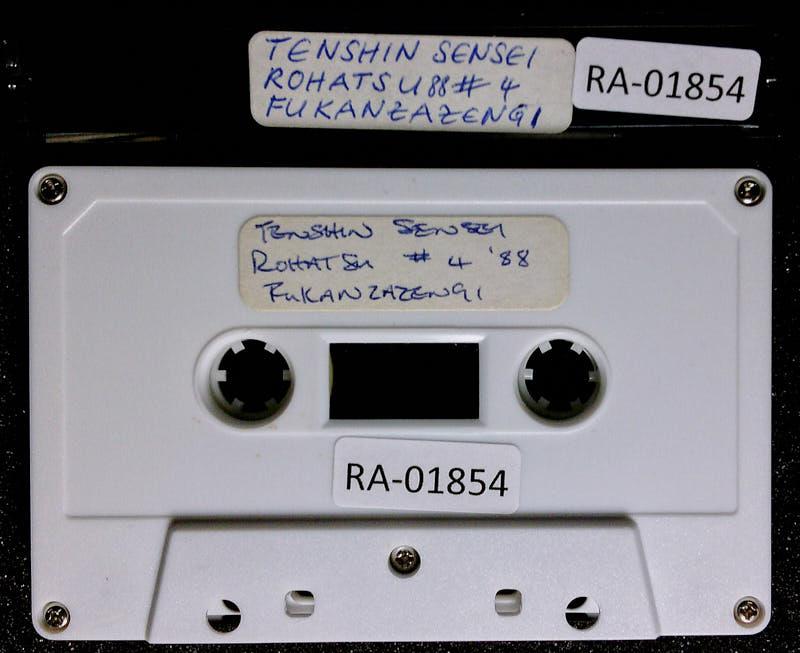 TENSHIN SENSEI
ROHATSU 88 # 4
FUKANZAZENGI
RA-01854
TENSHIN SENSEI
ROHATSU # 4 '88
FUKANZAZENGI
RA-01854